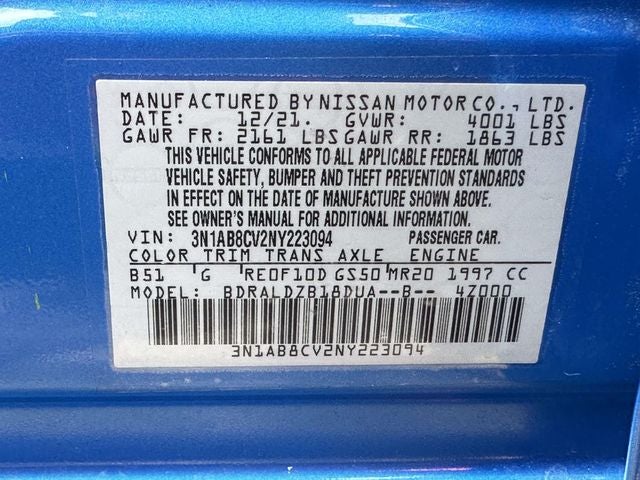 MANUFACTURED BY NISSAN MOTOR CO., LTD.
DATE: 12/21. GVWR: 4001 LBS
GAWR FR: 2161 LBS GAWR RR: 1863 LBS
THIS VEHICLE CONFORMS TO ALL APPLICABLE FEDERAL MOTOR
VEHICLE SAFETY, BUMPER AND THEFT PREVENTION STANDARDS
IN EFFECT ON THE DATE OF MANUFACTURE SHOWN ABOVE.
SEE OWNER'S MANUAL FOR ADDITIONAL INFORMATION.
VIN: 3N1AB8CV2NY223094 PASSENGER CAR.
COLOR TRIM TRANS AXLE ENGINE
B51 G RE0F10D GS50 MR20 1997 CC
MODEL: BDRALDZB18DUA--B-- 4Z000
3N1AB8CV2NY223094